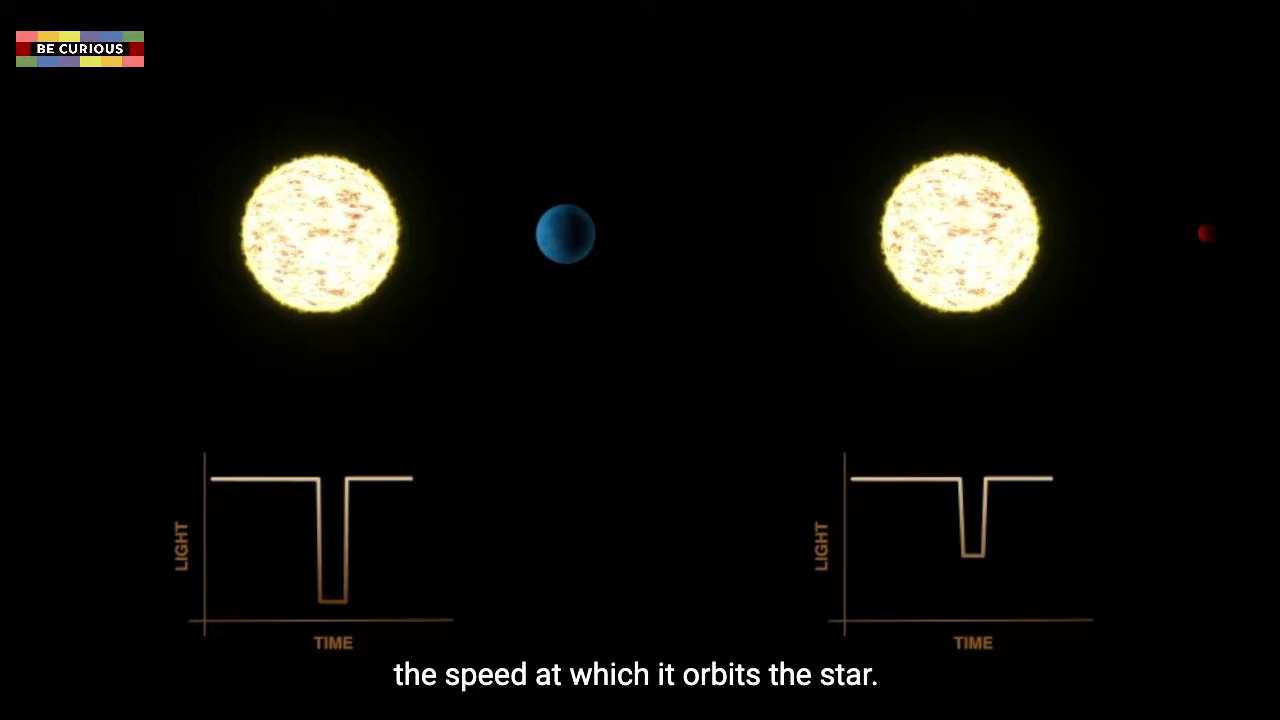 BE CURIOUS
LIGHT
TIME
LIGHT
TIME
the speed at which it orbits the star.